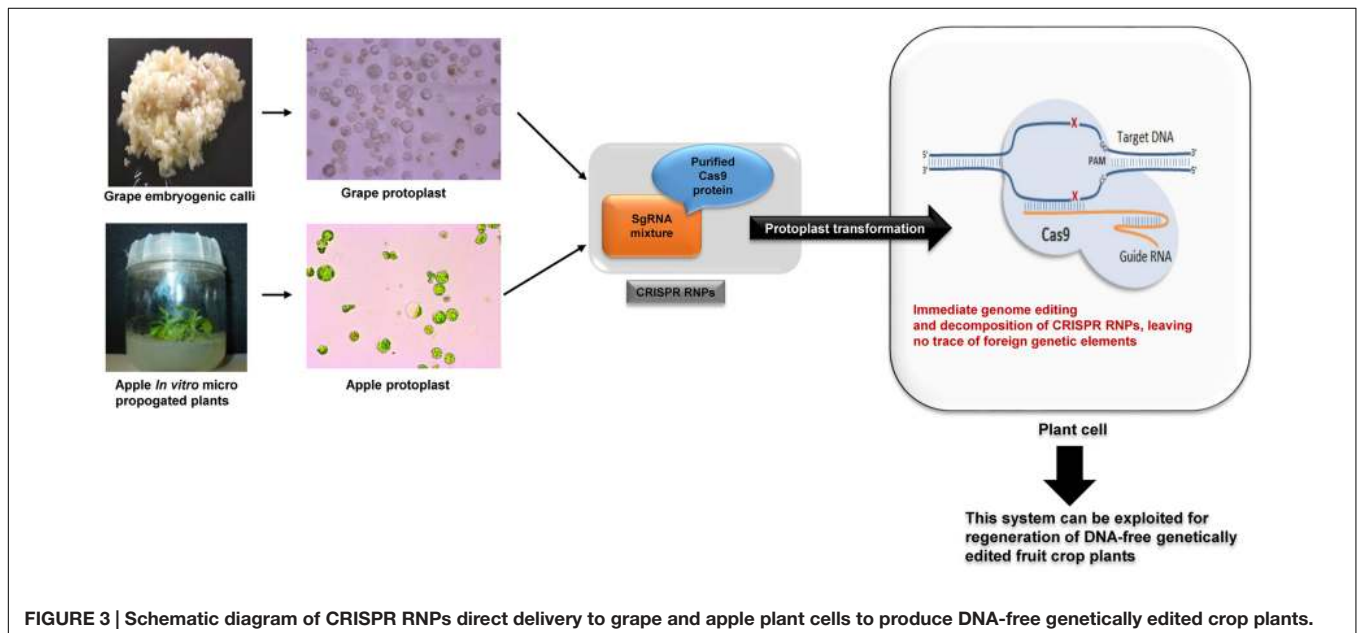 Grape embryogenic calli
Grape protoplast
Apple In vitro micro
propogated plants
Apple protoplast
Purified
Cas9
protein
SgRNA
mixture
CRISPR RNPs
Protoplast transformation
5'
3'
X
Target DNA
PAM
3'
5'
X
Cas9
Guide RNA
Immediate genome editing
and decomposition of CRISPR RNPs, leaving
no trace of foreign genetic elements
Plant cell
This system can be exploited for
regeneration of DNA-free genetically
edited fruit crop plants
FIGURE 3 | Schematic diagram of CRISPR RNPs direct delivery to grape and apple plant cells to produce DNA-free genetically edited crop plants.